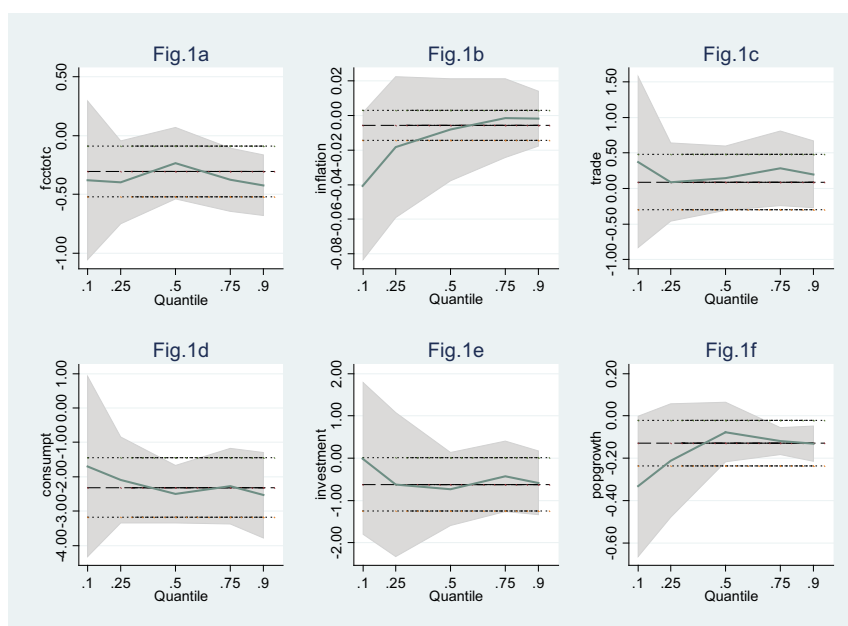 Fig.1a
Fig.1b
Fig.1c
fcctotc
0.50
0.00
-0.50
-1.00
.1 .25 .5 .75 .9
Quantile
inflation
0.02
0.00
-0.02
-0.04
-0.06
-0.08
.1 .25 .5 .75 .9
Quantile
trade
1.50
1.00
0.50
0.00
-0.50
-1.00
.1 .25 .5 .75 .9
Quantile
Fig.1d
Fig.1e
Fig.1f
consumpt
1.00
0.00
-1.00
-2.00
-3.00
-4.00
.1 .25 .5 .75 .9
Quantile
investment
2.00
1.00
0.00
-1.00
-2.00
.1 .25 .5 .75 .9
Quantile
popgrowth
0.20
0.00
-0.20
-0.40
-0.60
.1 .25 .5 .75 .9
Quantile